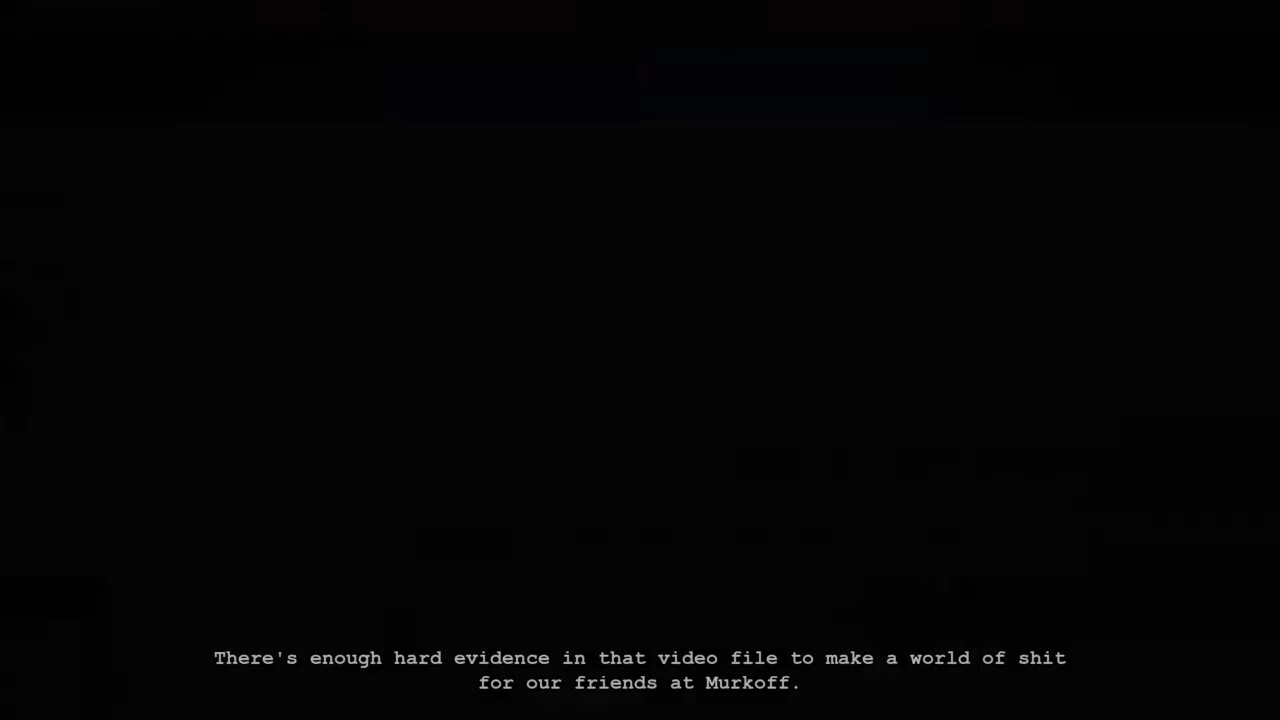 There's enough hard evidence in that video file to make a world of shit
for our friends at Murkoff.